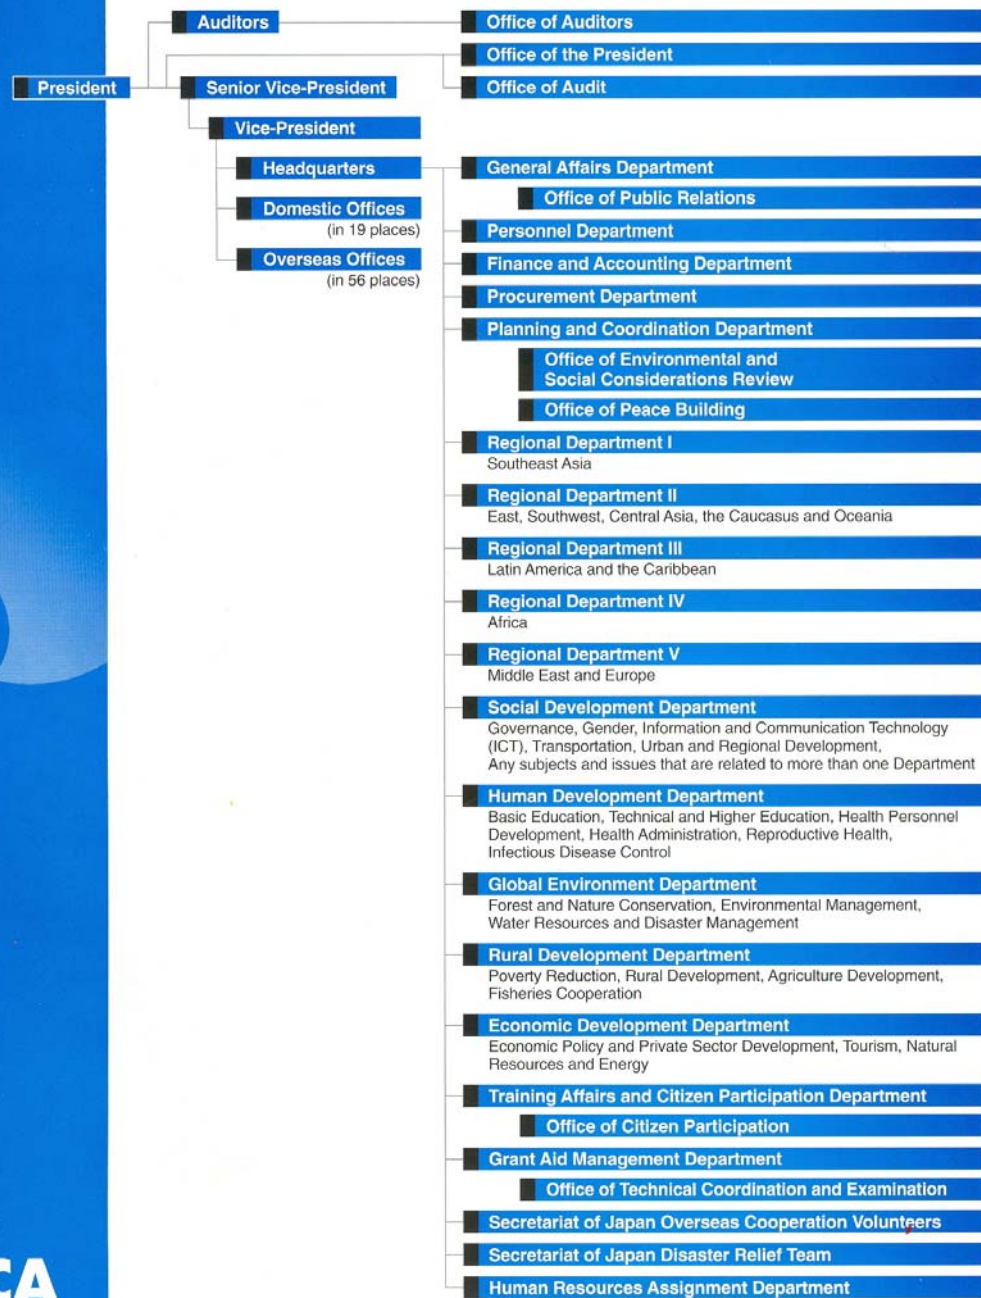 Auditors
Office of Auditors
Office of the President
President
Senior Vice-President
Office of Audit
Vice-President
Headquarters
General Affairs Department
Office of Public Relations
Domestic Offices
(in 19 places)
Personnel Department
Overseas Offices
(in 56 places)
Finance and Accounting Department
Procurement Department
Planning and Coordination Department
Office of Environmental and
Social Considerations Review
Office of Peace Building
Regional Department I
Southeast Asia
Regional Department II
East, Southwest, Central Asia, the Caucasus and Oceania
Regional Department III
Latin America and the Caribbean
Regional Department IV
Africa
Regional Department V
Middle East and Europe
Social Development Department
Governance, Gender, Information and Communication Technology
(ICT), Transportation, Urban and Regional Development,
Any subjects and issues that are related to more than one Department
Human Development Department
Basic Education, Technical and Higher Education, Health Personnel
Development, Health Administration, Reproductive Health,
Infectious Disease Control
Global Environment Department
Forest and Nature Conservation, Environmental Management,
Water Resources and Disaster Management
Rural Development Department
Poverty Reduction, Rural Development, Agriculture Development,
Fisheries Cooperation
Economic Development Department
Economic Policy and Private Sector Development, Tourism, Natural
Resources and Energy
Training Affairs and Citizen Participation Department
Office of Citizen Participation
Grant Aid Management Department
Office of Technical Coordination and Examination
Secretariat of Japan Overseas Cooperation Volunteers
Secretariat of Japan Disaster Relief Team
CA
Human Resources Assignment Department